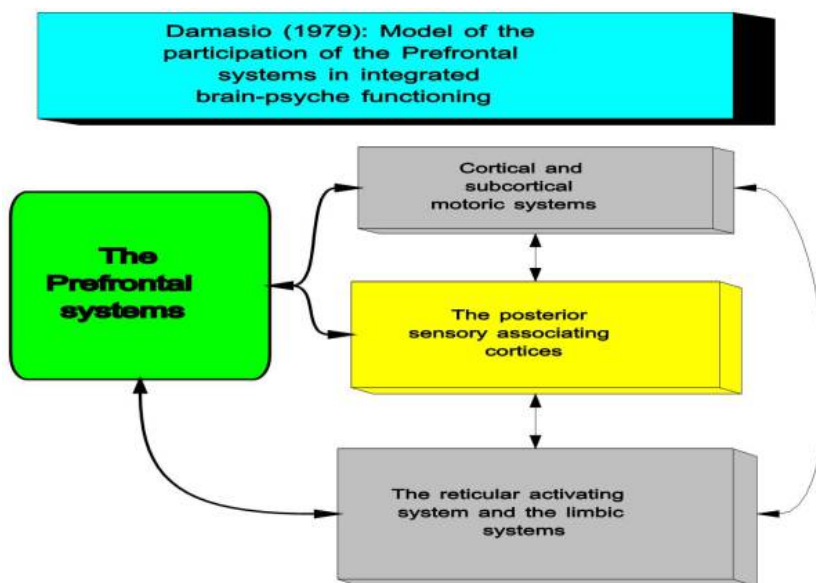 Damasio (1979): Model of the
participation of the Prefrontal
systems in integrated
brain-psyche functioning
Cortical and
subcortical
motoric systems
The
Prefrontal
systems
The posterior
sensory associating
cortices
The reticular activating
system and the limbic
systems